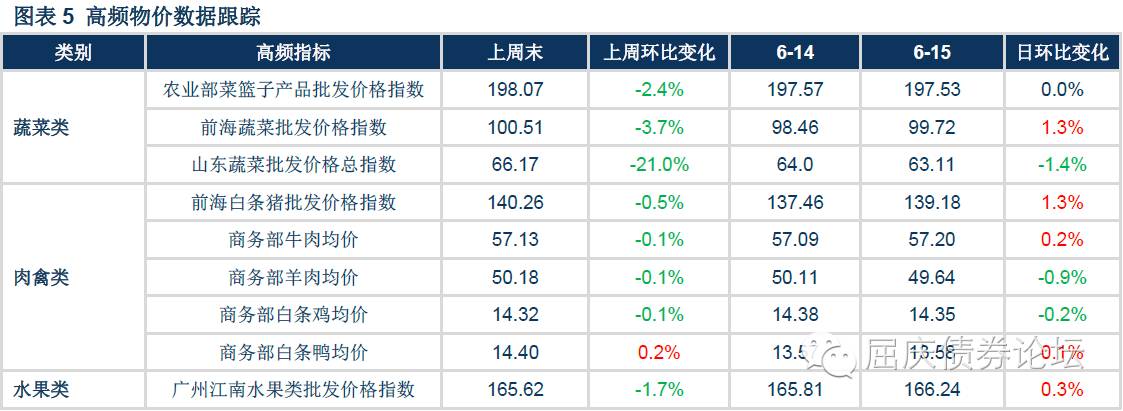 图表 5 高频物价数据跟踪
类别 高频指标 上周末 上周环比变化 6-14 6-15 日环比变化
蔬菜类 农业部菜篮子产品批发价格指数 198.07 -2.4% 197.57 197.53 0.0%
前海蔬菜批发价格指数 100.51 -3.7% 98.46 99.72 1.3%
山东蔬菜批发价格总指数 66.17 -21.0% 64.0 63.11 -1.4%
肉禽类 前海白条猪批发价格指数 140.26 -0.5% 137.46 139.18 1.3%
商务部牛肉均价 57.13 -0.1% 57.09 57.20 0.2%
商务部羊肉均价 50.18 -0.1% 50.11 49.64 -0.9%
商务部白条鸡均价 14.32 -0.1% 14.38 14.35 -0.2%
商务部白条鸭均价 14.40 0.2% 13.58 0.1%
屈庆债券论坛
水果类 广州江南水果类批发价格指数 165.62 -1.7% 165.81 166.24 0.3%